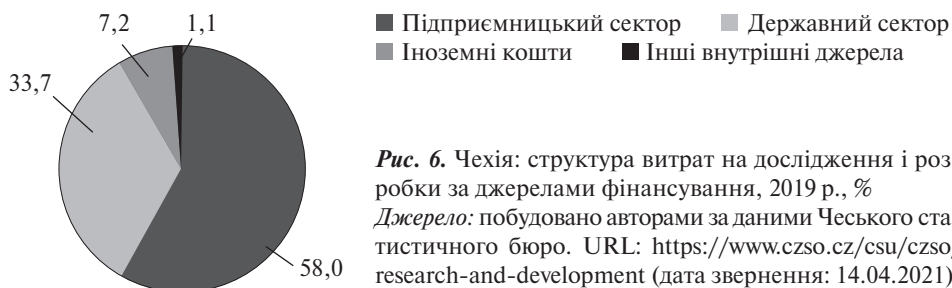 7,2
1,1
33,7
58,0
Підприємницький сектор
Державний сектор
Іноземні кошти
Інші внутрішні джерела
Рис. 6. Чехія: структура витрат на дослідження і роз
робки за джерелами фінансування, 2019 р., %
Джерело: побудовано авторами за даними Чеського ста
тистичного бюро. URL: https://www.czso.cz/csu/czso/
research-and-development (дата звернення: 14.04.2021)